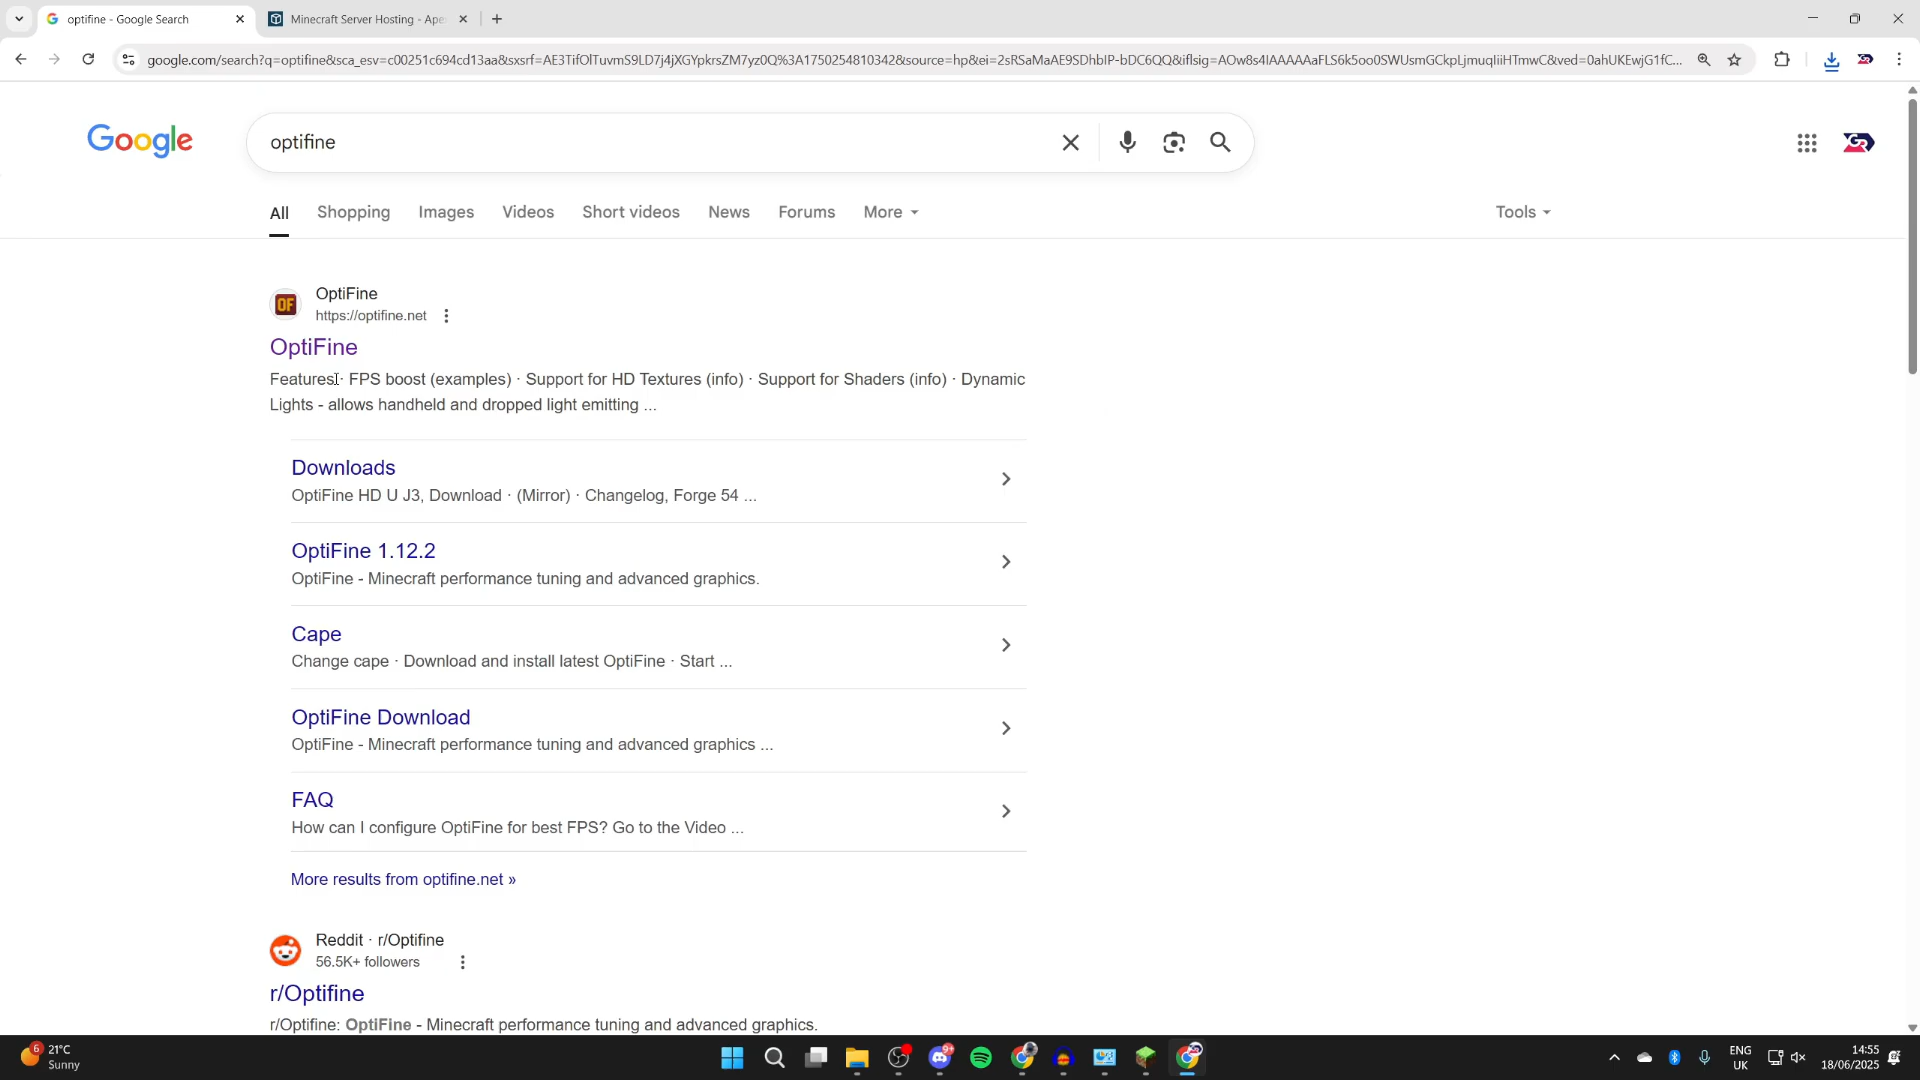 optifine - Google Search
Minecraft Server Hosting - Ape
google.com/search?q=optifine&sca_esv=c00251c694cd13aa&sxsrf=AE3TifOlTuvmS9LD7j4jXGYpkrsZM7yz0Q%3A1750254810342&source=hp&ei=2sRSaMaAE9SDhbIP-bDC6QQ&iflsig=AOw8s4IAAAAAaFLS6k5oo0SWUsmGCkpLjmuqIiiHTmwC&ved=0ahUKEwjG1fC...
Google
optifine
All Shopping Images Videos Short videos News Forums More Tools
OF
OptiFine
https://optifine.net
OptiFine
Features · FPS boost (examples) · Support for HD Textures (info) · Support for Shaders (info) · Dynamic
Lights - allows handheld and dropped light emitting ...
Downloads
OptiFine HD U J3, Download · (Mirror) · Changelog, Forge 54 ...
OptiFine 1.12.2
OptiFine - Minecraft performance tuning and advanced graphics.
Cape
Change cape · Download and install latest OptiFine · Start ...
OptiFine Download
OptiFine - Minecraft performance tuning and advanced graphics ...
FAQ
How can I configure OptiFine for best FPS? Go to the Video ...
More results from optifine.net »
Reddit · r/Optifine
56.5K+ followers
r/Optifine
r/Optifine: OptiFine - Minecraft performance tuning and advanced graphics.
6
21°C
Sunny
9+
ENG
UK
14:55
18/06/2025